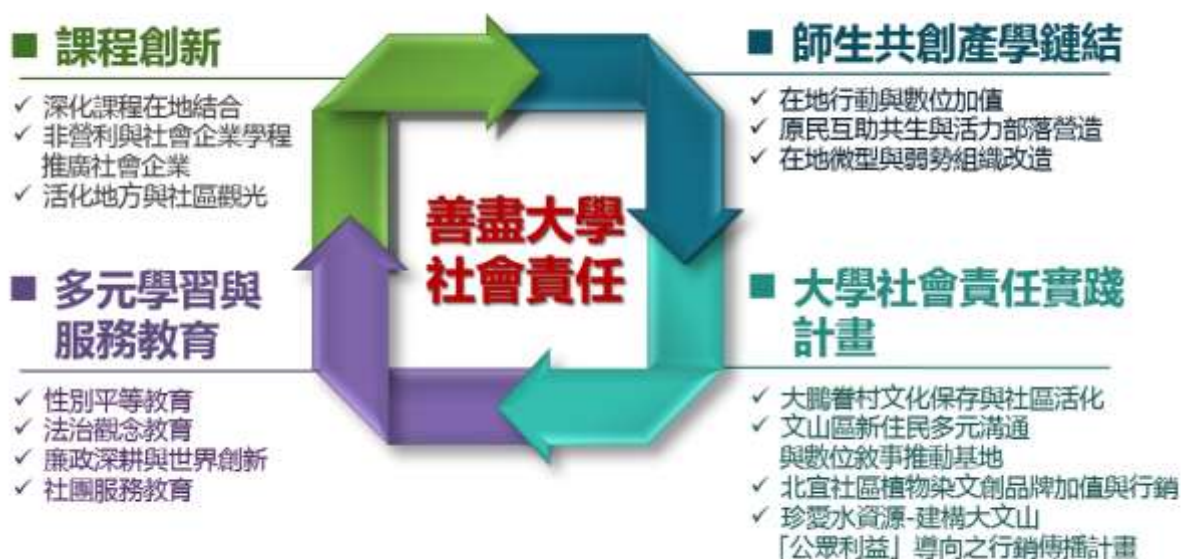 ■ 課程創新
✓ 深化課程在地結合
✓ 非營利與社會企業學程
推廣社會企業
✓ 活化地方與社區觀光
■ 師生共創產學鏈結
✓ 在地行動與數位加值
✓ 原民互助共生與活力部落營造
✓ 在地微型與弱勢組織改造
善盡大學
社會責任
■ 多元學習與
服務教育
✓ 性別平等教育
✓ 法治觀念教育
✓ 廉政深耕與世界創新
✓ 社團服務教育
■ 大學社會責任實踐
計畫
✓ 大鵬眷村文化保存與社區活化
✓ 文山區新住民多元溝通
與數位敘事推動基地
✓ 北宜社區植物染文創品牌加值與行銷
✓ 珍愛水資源-建構大文山
「公眾利益」導向之行銷傳播計畫